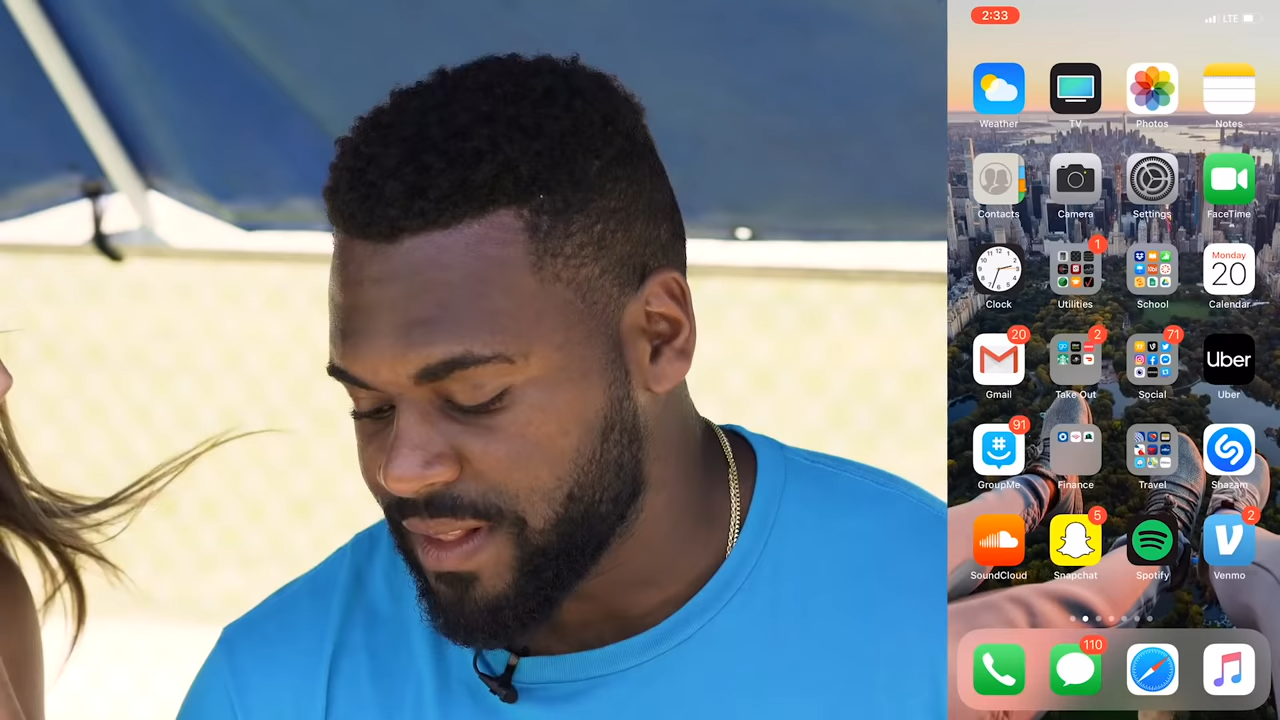 2:33 LTE
Weather TV Photos Notes
Contacts Camera Settings FaceTime
1 Monday 20
Clock Utilities School Calendar
20 2 71 Uber
Gmail Take Out Social Uber
91 #
GroupMe Finance Travel Shazam
5 2
SoundCloud Snapchat Spotify Venmo
110